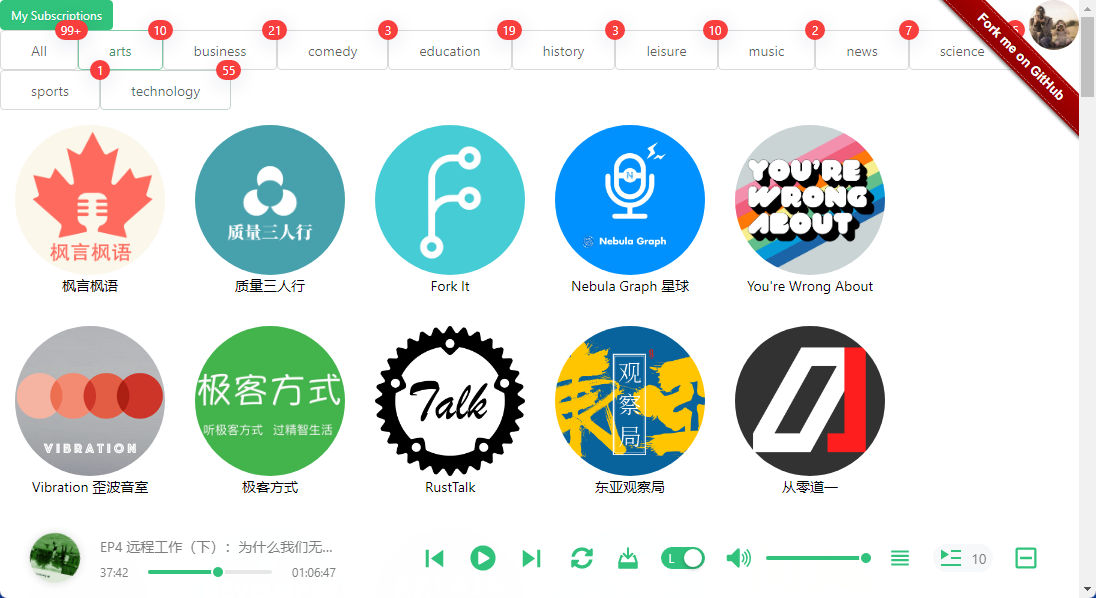 My Subscriptions
99+ 10 21 3 19 3 10 2 7
All arts business comedy education history leisure music news science
Fork me on GitHub
1 55
sports technology
枫言枫语
质量三人行
N
Nebula Graph
YOU'RE
WRONG
ABOUT
枫言枫语 质量三人行 Fork It Nebula Graph 星球 You're Wrong About
VIBRATION
极客方式
听极客方式 过精智生活
Talk
观
察
局
Vibration 歪波音室 极客方式 RustTalk 东亚观察局 从零道一
EP4 远程工作（下）：为什么我们无...
37:42 01:06:47
L
10